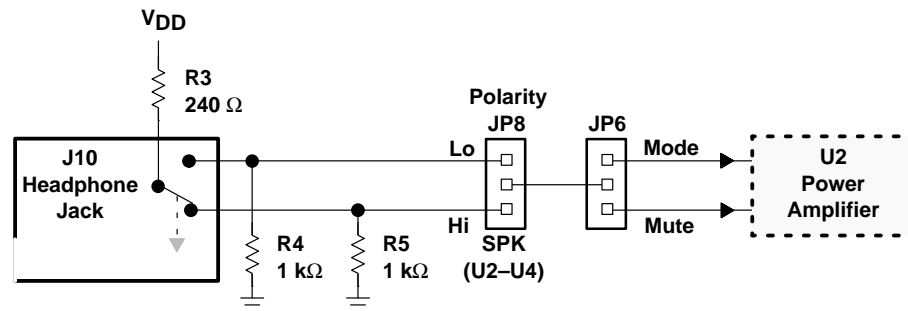 VDD
R3
240 Ω
Polarity
JP8
JP6
J10
Headphone
Jack
Lo
Mode
U2
Power
Amplifier
Hi
Mute
R4
1 kΩ
R5
1 kΩ
SPK
(U2–U4)